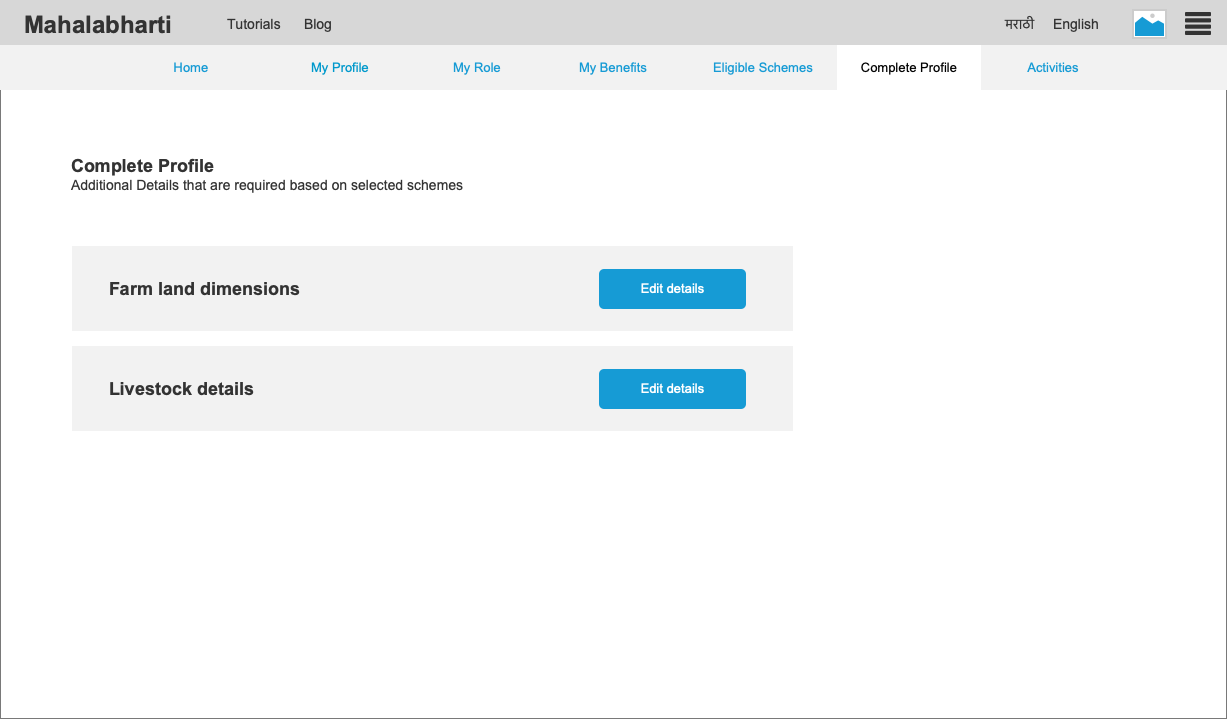 Mahalabharti Tutorials Blog मराठी English
Home My Profile My Role My Benefits Eligible Schemes Complete Profile Activities
Complete Profile
Additional Details that are required based on selected schemes
Farm land dimensions Edit details
Livestock details Edit details